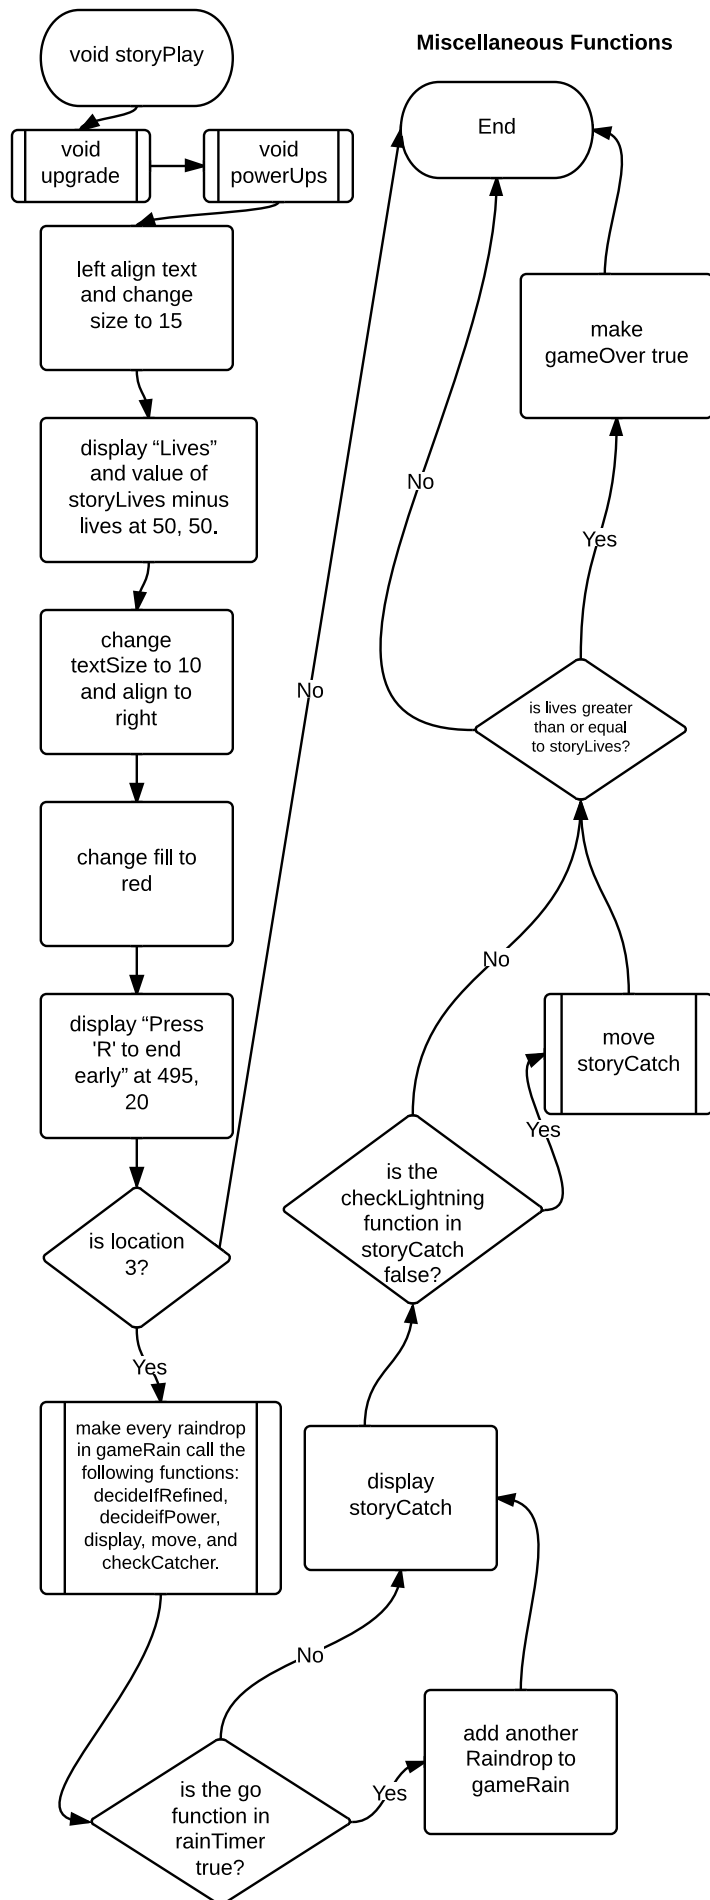 void storyPlay
Miscellaneous Functions
void
upgrade
void
powerUps
End
left align text
and change
size to 15
make
gameOver true
display “Lives”
and value of
storyLives minus
lives at 50, 50.
No
Yes
change
textSize to 10
and align to
right
No
is lives greater
than or equal
to storyLives?
change fill to
red
No
display “Press
'R' to end
early” at 495,
20
move
storyCatch
Yes
is the
checkLightning
function in
storyCatch
false?
is location
3?
Yes
make every raindrop
in gameRain call the
following functions:
decideIfRefined,
decideifPower,
display, move, and
checkCatcher.
display
storyCatch
No
add another
Raindrop to
gameRain
Yes
is the go
function in
rainTimer
true?